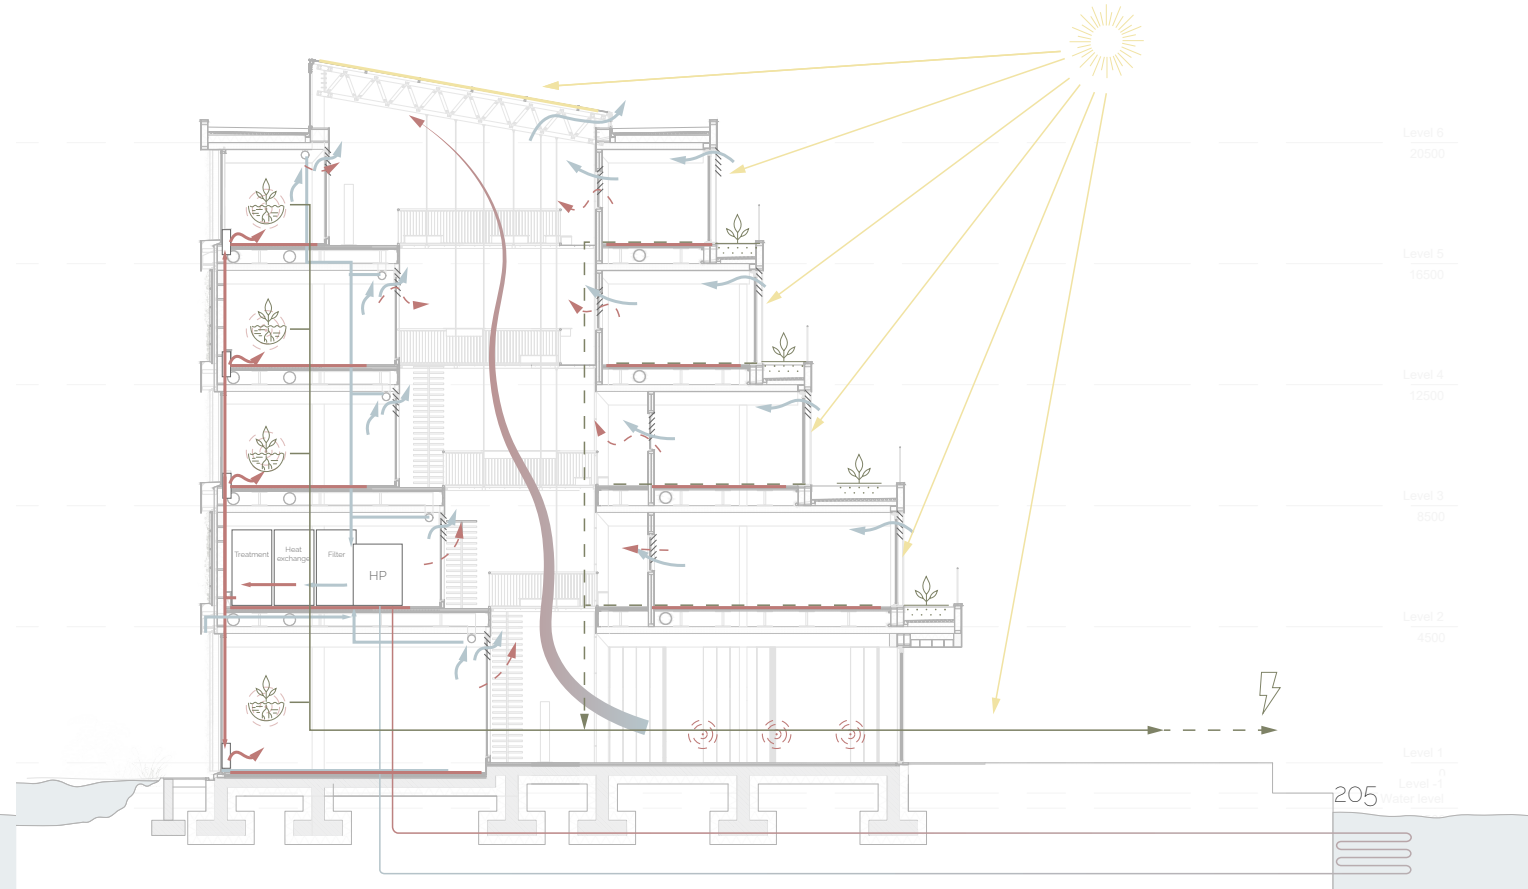 Level 6
20500
Level 5
16500
Level 4
12500
Level 3
8500
Treatment
Heat
exchange
Filter
HP
Level 2
4500
Level 1
Level -1
Water level
205